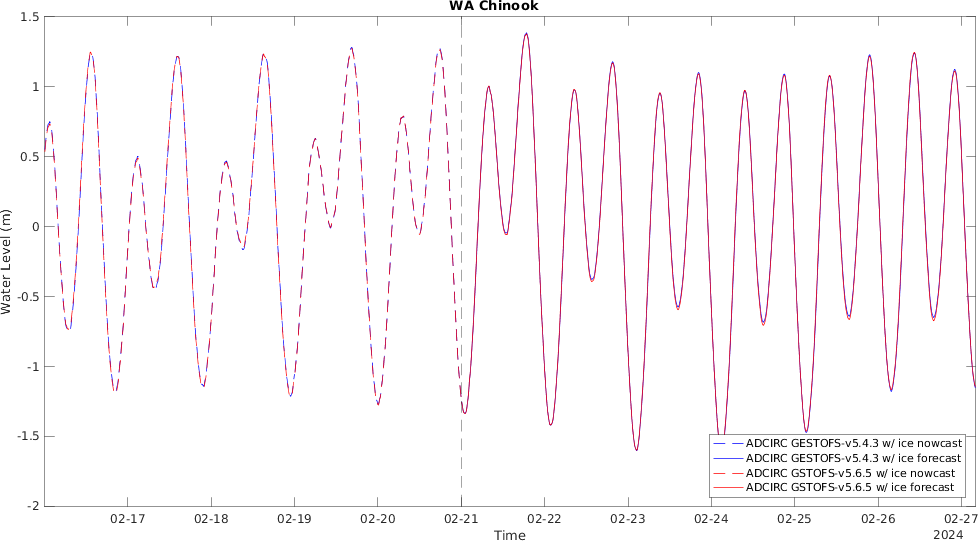 WA Chinook
1.5
1
0.5
0
-0.5
-1
-1.5
-2
Water Level (m)
02-17 02-18 02-19 02-20 02-21 02-22 02-23 02-24 02-25 02-26 02-27
Time
2024
ADCIRC GESTOFS-v5.4.3 w/ ice nowcast
ADCIRC GESTOFS-v5.4.3 w/ ice forecast
ADCIRC GSTOFS-v5.6.5 w/ ice nowcast
ADCIRC GSTOFS-v5.6.5 w/ ice forecast